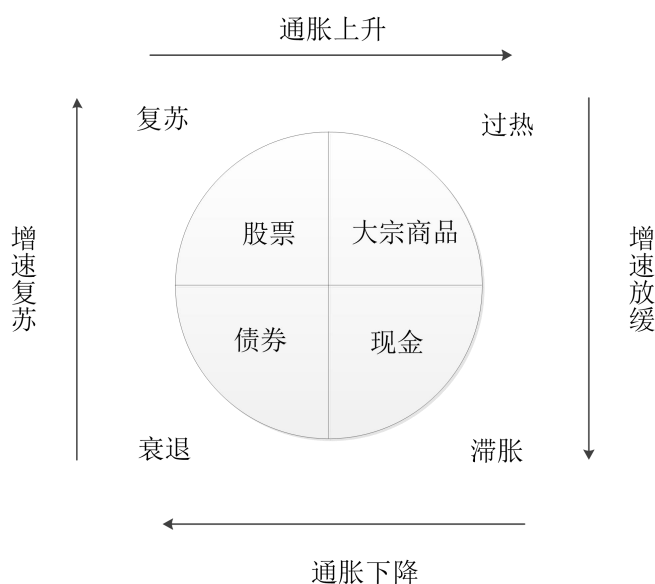 通胀上升
复苏
过热
股票
大宗商品
增速复苏
增速放缓
债券
现金
衰退
滞胀
通胀下降